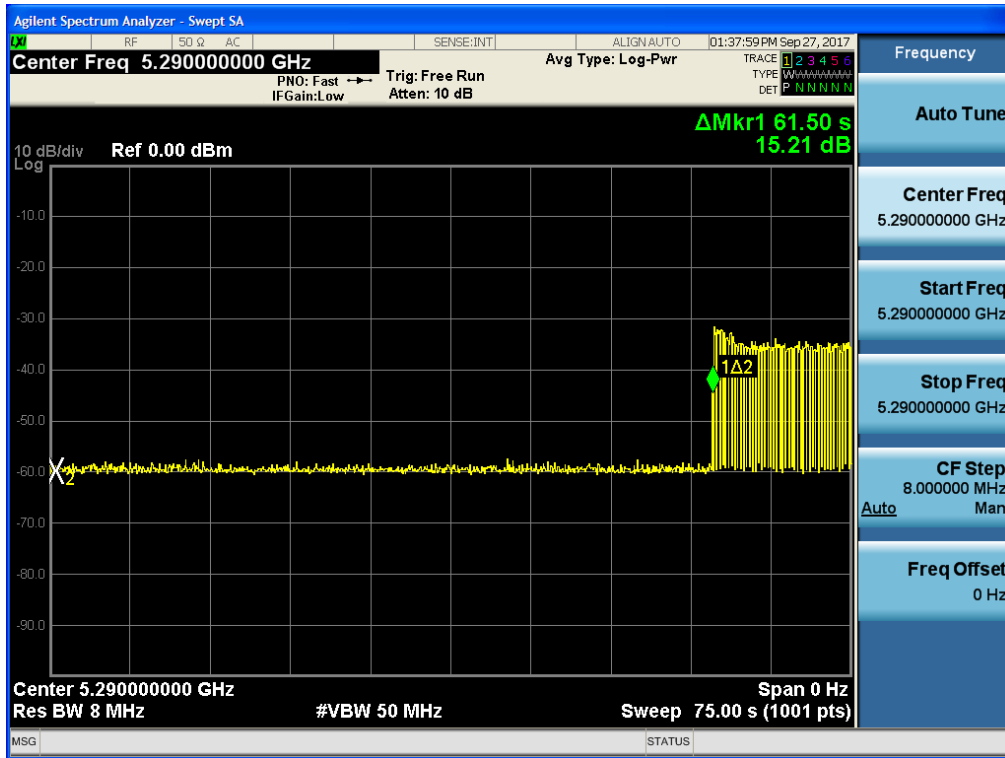 Agilent Spectrum Analyzer - Swept SA
LXI RF 50 Ω AC SENSE:INT ALIGN AUTO 01:37:59 PM Sep 27, 2017
Center Freq 5.290000000 GHz
PNO: Fast
IFGain:Low
Trig: Free Run
Atten: 10 dB
Avg Type: Log-Pwr
TRACE 1 2 3 4 5 6
TYPE W
DET P N N N N N
ΔMkr1 61.50 s
15.21 dB
10 dB/div Ref 0.00 dBm
Log
-10.0
-20.0
-30.0
-40.0
-50.0
-60.0
-70.0
-80.0
-90.0
1Δ2
2
Center 5.290000000 GHz Span 0 Hz
Res BW 8 MHz #VBW 50 MHz Sweep 75.00 s (1001 pts)
MSG STATUS
Frequency
Auto Tune
Center Freq
5.290000000 GHz
Start Freq
5.290000000 GHz
Stop Freq
5.290000000 GHz
CF Step
8.000000 MHz
Auto Man
Freq Offset
0 Hz